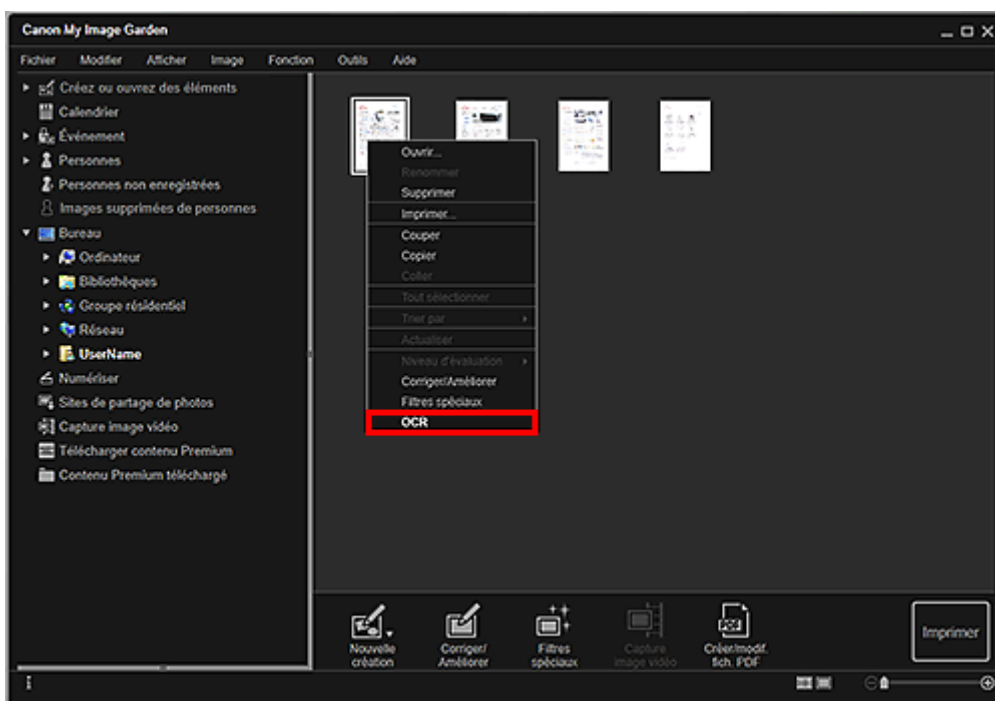 Canon My Image Garden
Fichier Modifier Afficher Image Fonction Outils Aide
Créez ou ouvrez des éléments
Calendrier
Événement
Personnes
Personnes non enregistrées
Images supprimées de personnes
Bureau
Ordinateur
Bibliothèques
Groupe résidentiel
Réseau
UserName
Numériser
Sites de partage de photos
Capture image vidéo
Télécharger contenu Premium
Contenu Premium téléchargé
Ouvrir...
Renommer
Supprimer
Imprimer...
Couper
Copier
Coller
Tout sélectionner
Trier par
Actualiser
Niveau d'évaluation
Corriger/Améliorer
Filtres spéciaux
OCR
Nouvelle
création
Corriger/
Améliorer
Filtres
spéciaux
Capture
image vidéo
PDF
Créer/modif.
fich. PDF
Imprimer